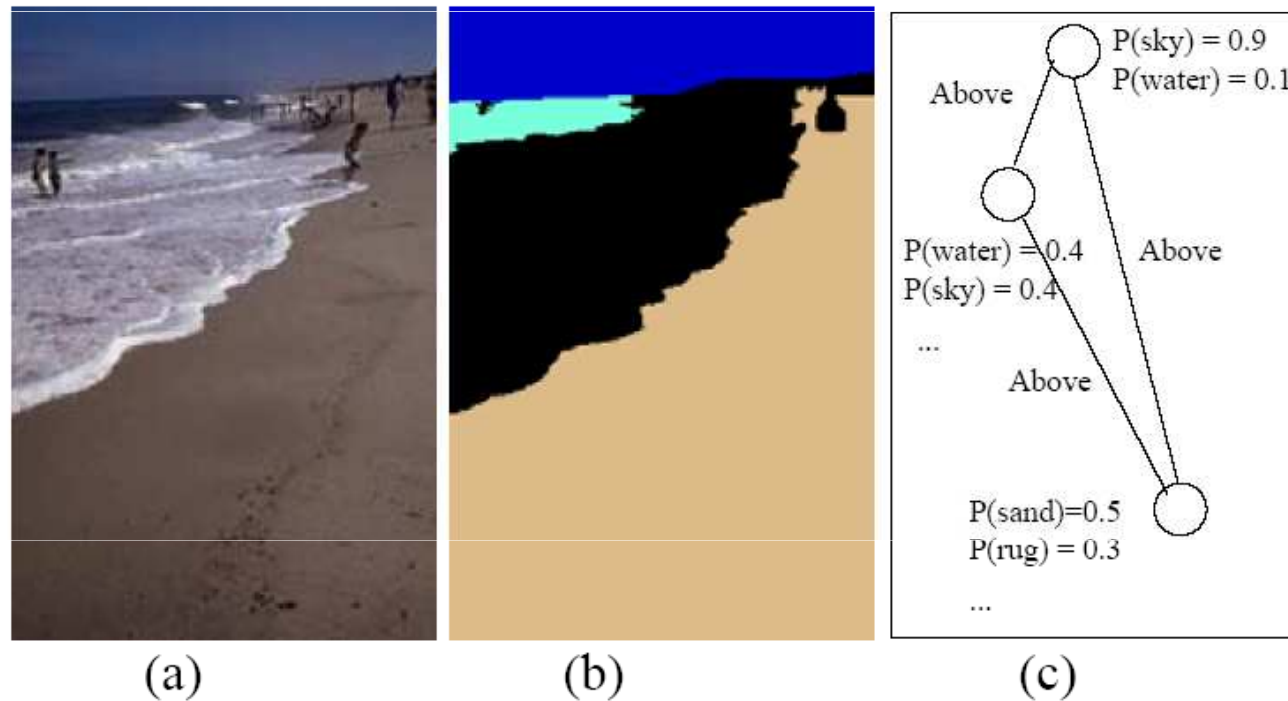 P(sky) = 0.9
P(water) = 0.1
Above
P(water) = 0.4
P(sky) = 0.4
Above
...
Above
P(sand)=0.5
P(rug) = 0.3
...
(a)
(b)
(c)